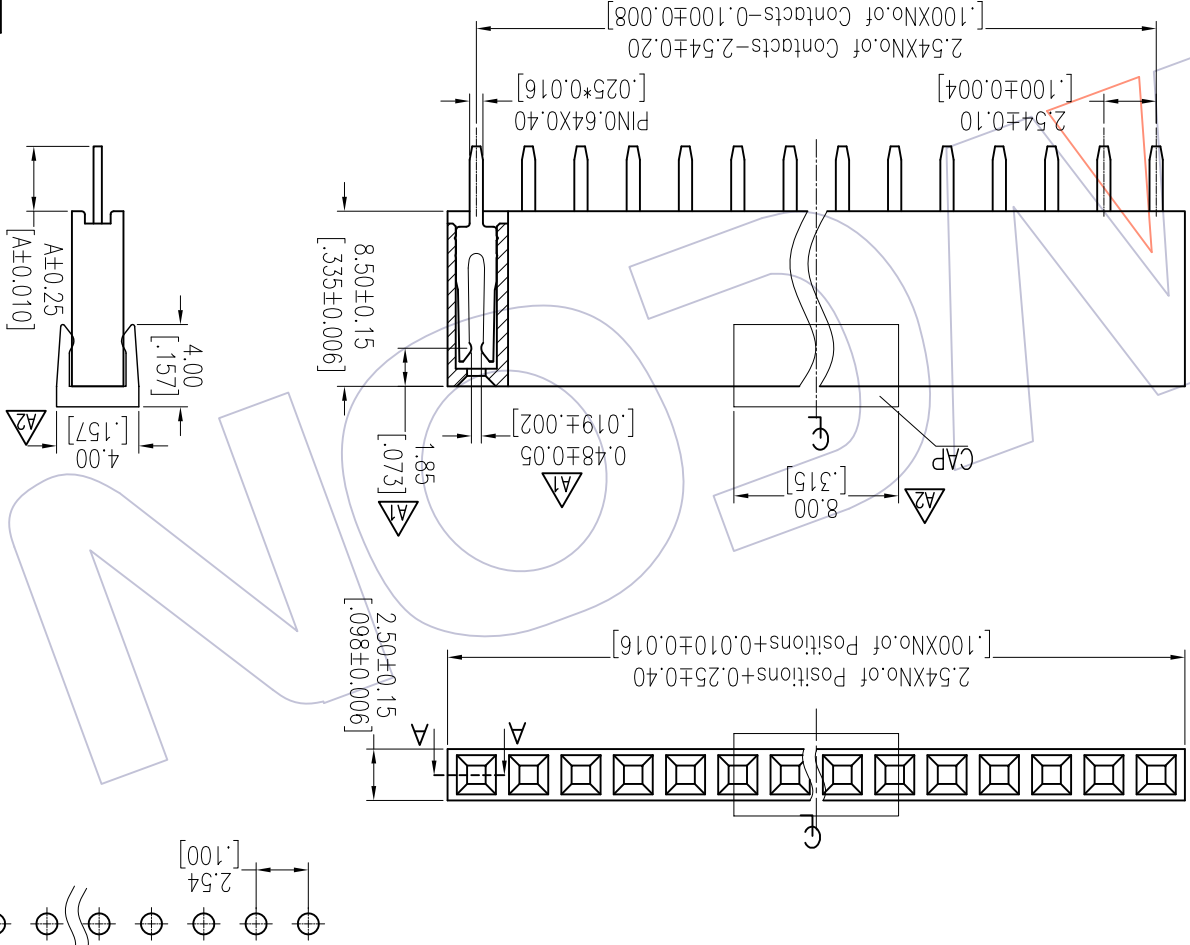 2.54
[.100]
CL
A A
2.54XNo.of Positions+0.25±0.40
[.100XNo.of Positions+0.010±0.016]
2.50±0.15
[.098±0.006]
A2
8.00
[.315]
CAP
CL
A1
0.48±0.05
[.019±.002]
A1
1.85
[.073]
4.00
[.157]
A2
4.00
[.157]
8.50±0.15
[.335±0.006]
A±0.25
[A±0.010]
2.54±0.10
[.100±0.004]
PIN0.64X0.40
[.025*0.016]
2.54XNo.of Contacts-2.54±0.20
[.100XNo.of Contacts-0.100±0.008]
WCON